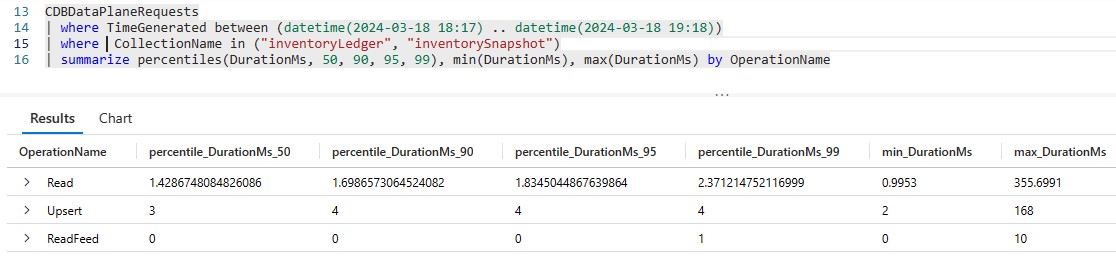 13 CDBDataPlaneRequests
14 | where TimeGenerated between (datetime(2024-03-18 18:17) .. datetime(2024-03-18 19:18))
15 | where CollectionName in ("inventoryLedger", "inventorySnapshot")
16 | summarize percentiles(DurationMs, 50, 90, 95, 99), min(DurationMs), max(DurationMs) by OperationName
...
Results Chart
OperationName percentile_DurationMs_50 percentile_DurationMs_90 percentile_DurationMs_95 percentile_DurationMs_99 min_DurationMs max_DurationMs
> Read 1.4286748084826086 1.6986573064524082 1.8345044867639864 2.371214752116999 0.9953 355.6991
> Upsert 3 4 4 4 2 168
> ReadFeed 0 0 0 1 0 10